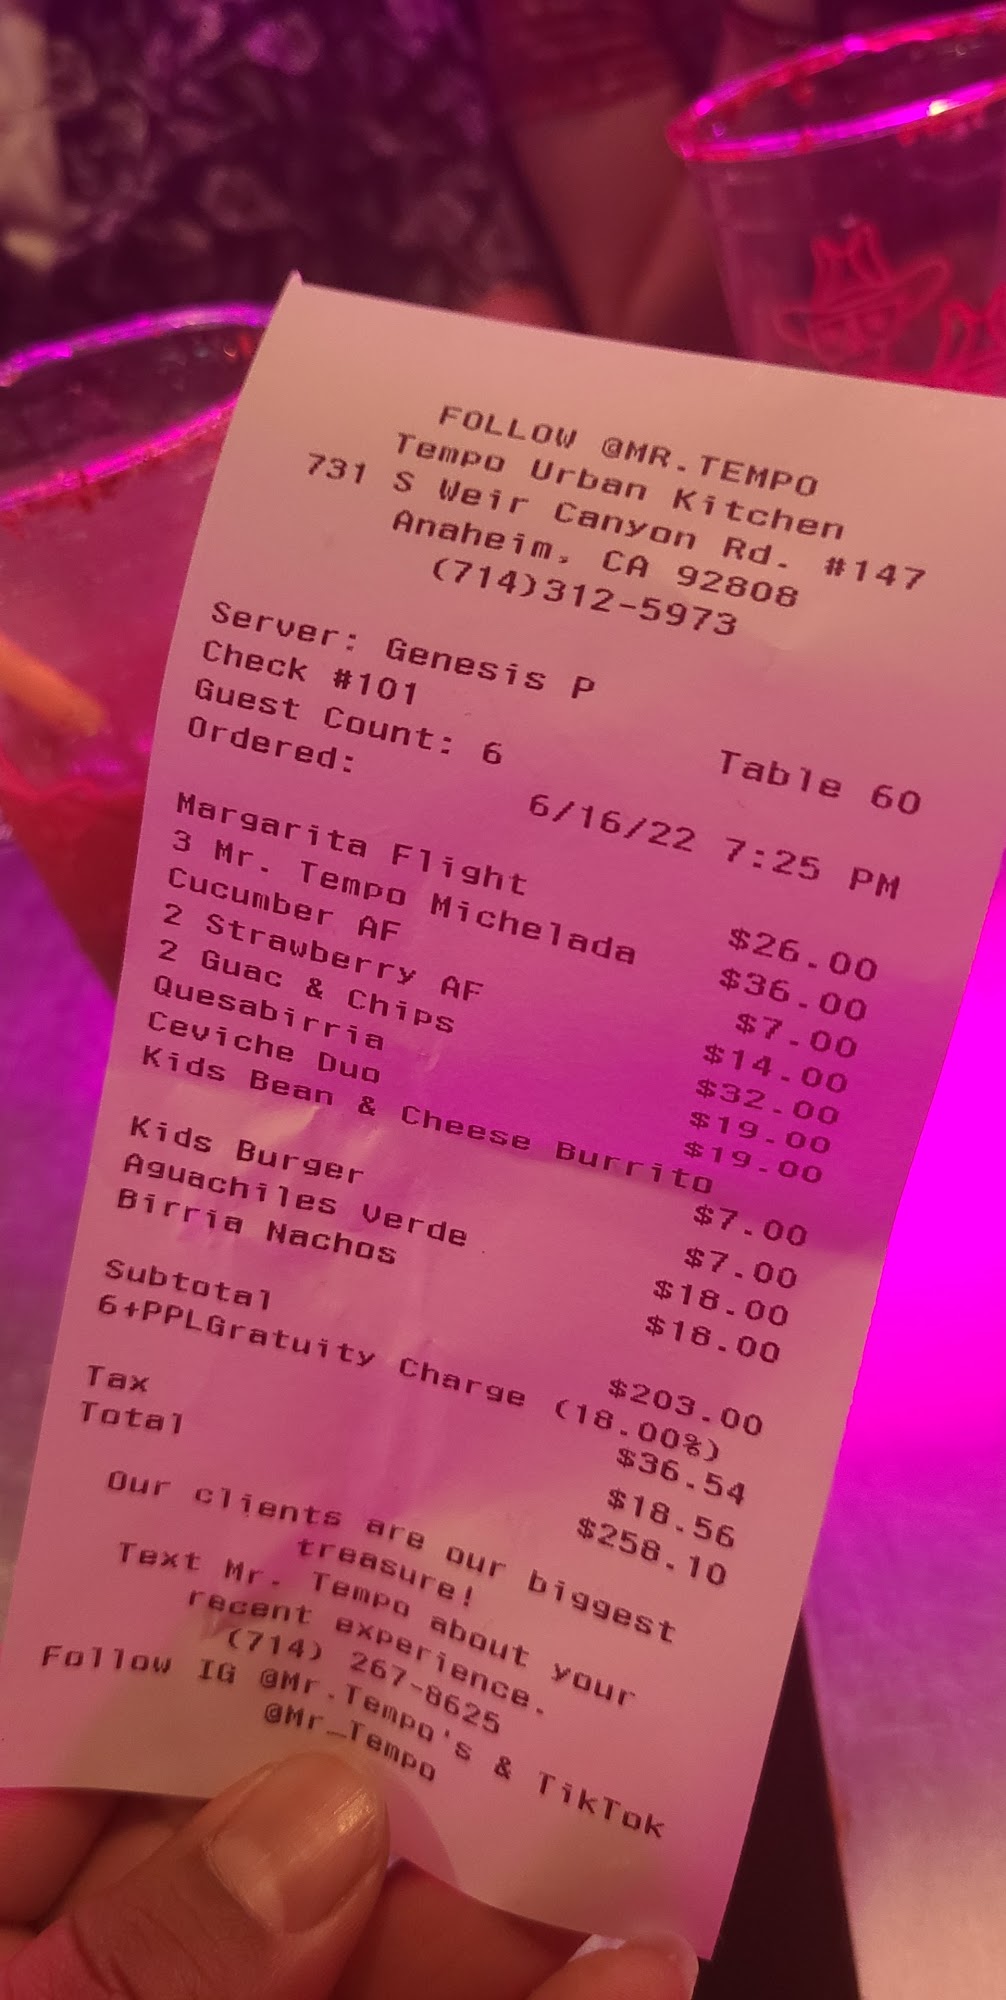 FOLLOW @MR.TEMPO
Tempo Urban Kitchen
731 S Weir Canyon Rd. #147
Anaheim, CA 92808
(714)312-5973
Server: Genesis P
Check #101 Table 60
Guest Count: 6
Ordered: 6/16/22 7:25 PM
Margarita Flight $26.00
3 Mr. Tempo Michelada $36.00
Cucumber AF $7.00
2 Strawberry AF $14.00
2 Guac & Chips $32.00
Quesabirria $19.00
Ceviche Duo $19.00
Kids Bean & Cheese Burrito
$7.00
Kids Burger $7.00
Aguachiles Verde $18.00
Birria Nachos $18.00
Subtotal $203.00
6+PPLGratuity Charge (18.00%)
$36.54
Tax $18.56
Total $258.10
Our clients are our biggest
treasure!
Text Mr. Tempo about your
recent experience.
(714) 267-8625
Follow IG @Mr.Tempo's & TikTok
@Mr_Tempo